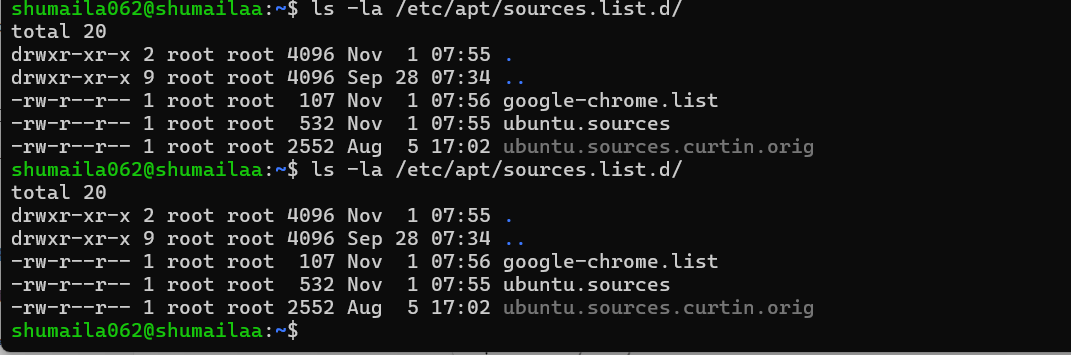 shumaila062@shumailaa:~$ ls -la /etc/apt/sources.list.d/
total 20
drwxr-xr-x 2 root root 4096 Nov  1 07:55 .
drwxr-xr-x 9 root root 4096 Sep 28 07:34 ..
-rw-r--r-- 1 root root  107 Nov  1 07:56 google-chrome.list
-rw-r--r-- 1 root root  532 Nov  1 07:55 ubuntu.sources
-rw-r--r-- 1 root root 2552 Aug  5 17:02 ubuntu.sources.curtin.orig
shumaila062@shumailaa:~$ ls -la /etc/apt/sources.list.d/
total 20
drwxr-xr-x 2 root root 4096 Nov  1 07:55 .
drwxr-xr-x 9 root root 4096 Sep 28 07:34 ..
-rw-r--r-- 1 root root  107 Nov  1 07:56 google-chrome.list
-rw-r--r-- 1 root root  532 Nov  1 07:55 ubuntu.sources
-rw-r--r-- 1 root root 2552 Aug  5 17:02 ubuntu.sources.curtin.orig
shumaila062@shumailaa:~$